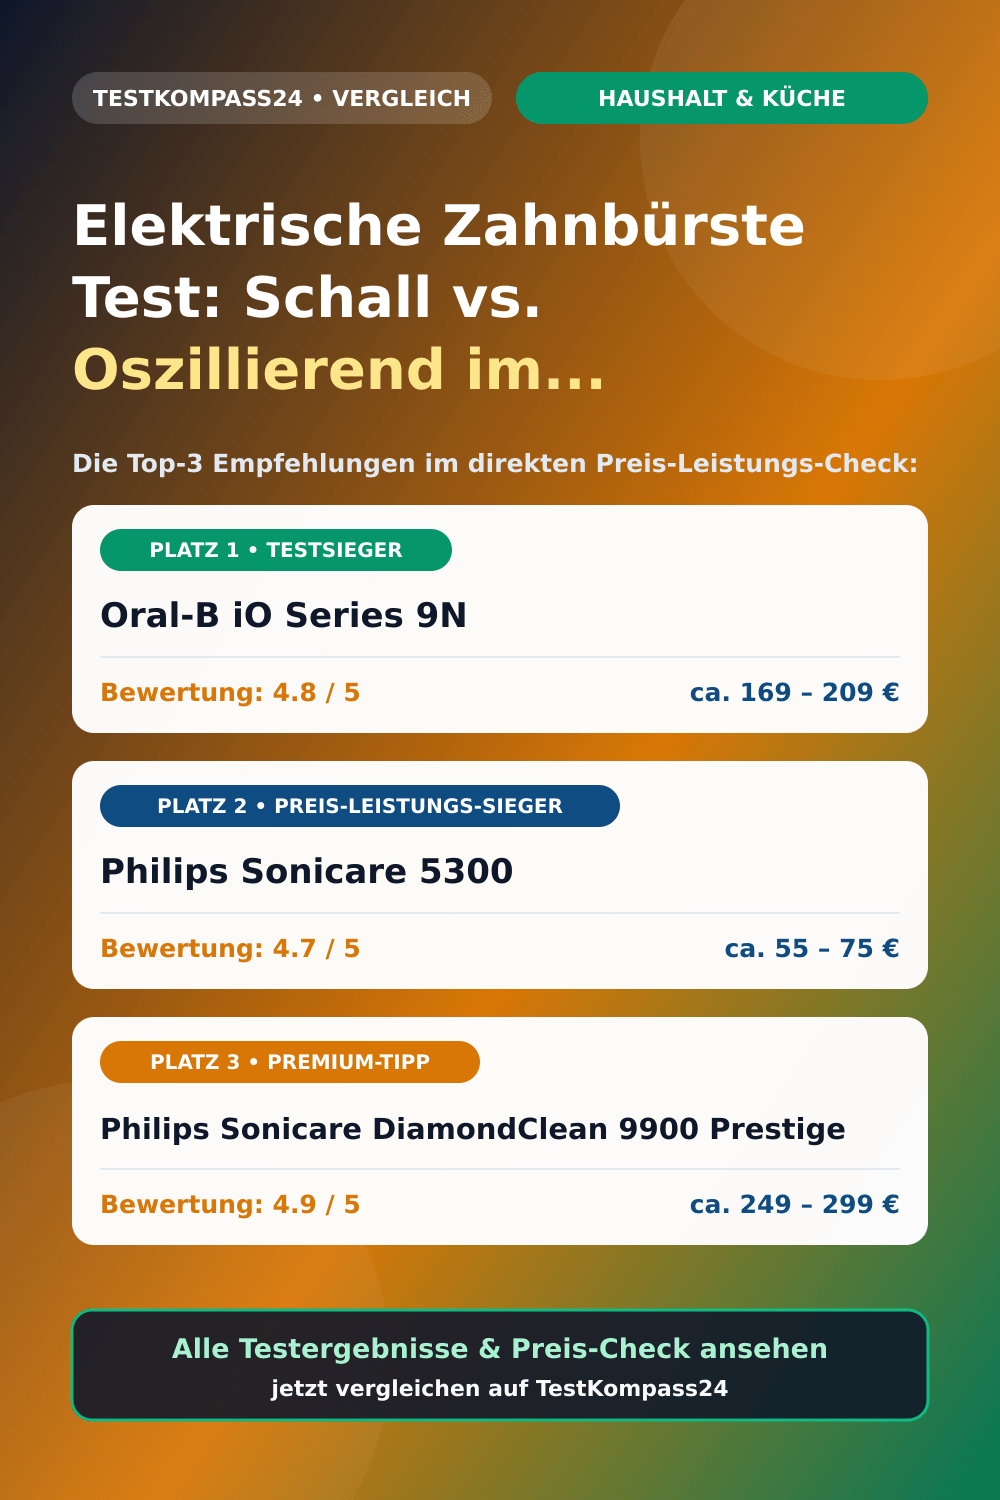 TESTKOMPASS24 • VERGLEICH
HAUSHALT & KÜCHE
Elektrische Zahnbürste
Test: Schall vs.
Oszillierend im...
Die Top-3 Empfehlungen im direkten Preis-Leistungs-Check:
PLATZ 1 • TESTSIEGER
Oral-B iO Series 9N
Bewertung: 4.8 / 5
ca. 169 – 209 €
PLATZ 2 • PREIS-LEISTUNGS-SIEGER
Philips Sonicare 5300
Bewertung: 4.7 / 5
ca. 55 – 75 €
PLATZ 3 • PREMIUM-TIPP
Philips Sonicare DiamondClean 9900 Prestige
Bewertung: 4.9 / 5
ca. 249 – 299 €
Alle Testergebnisse & Preis-Check ansehen
jetzt vergleichen auf TestKompass24